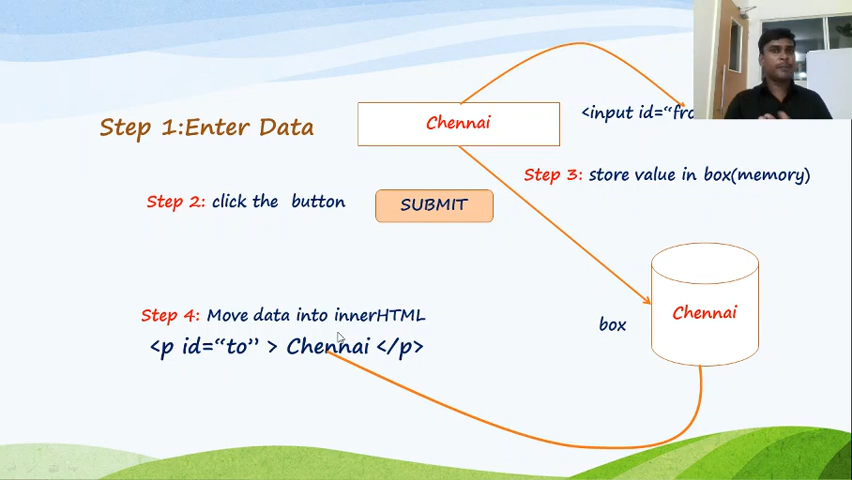 Chennai
<input id="fro
Step 1:Enter Data
Step 3: store value in box(memory)
Step 2: click the button
SUBMIT
Chennai
Step 4: Move data into innerHTML
box
<p id="to" > Chennai </p>